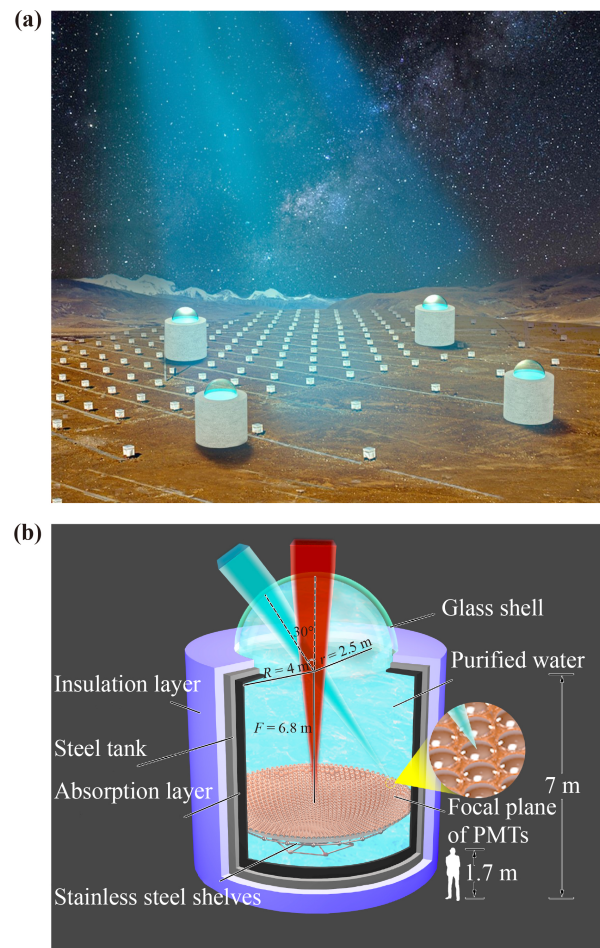 (a)
(b)
Glass shell
30°
r = 2.5 m
R = 4 m
Purified water
Insulation layer
F = 6.8 m
Steel tank
7 m
Absorption layer
Focal plane
of PMTs
1.7 m
Stainless steel shelves